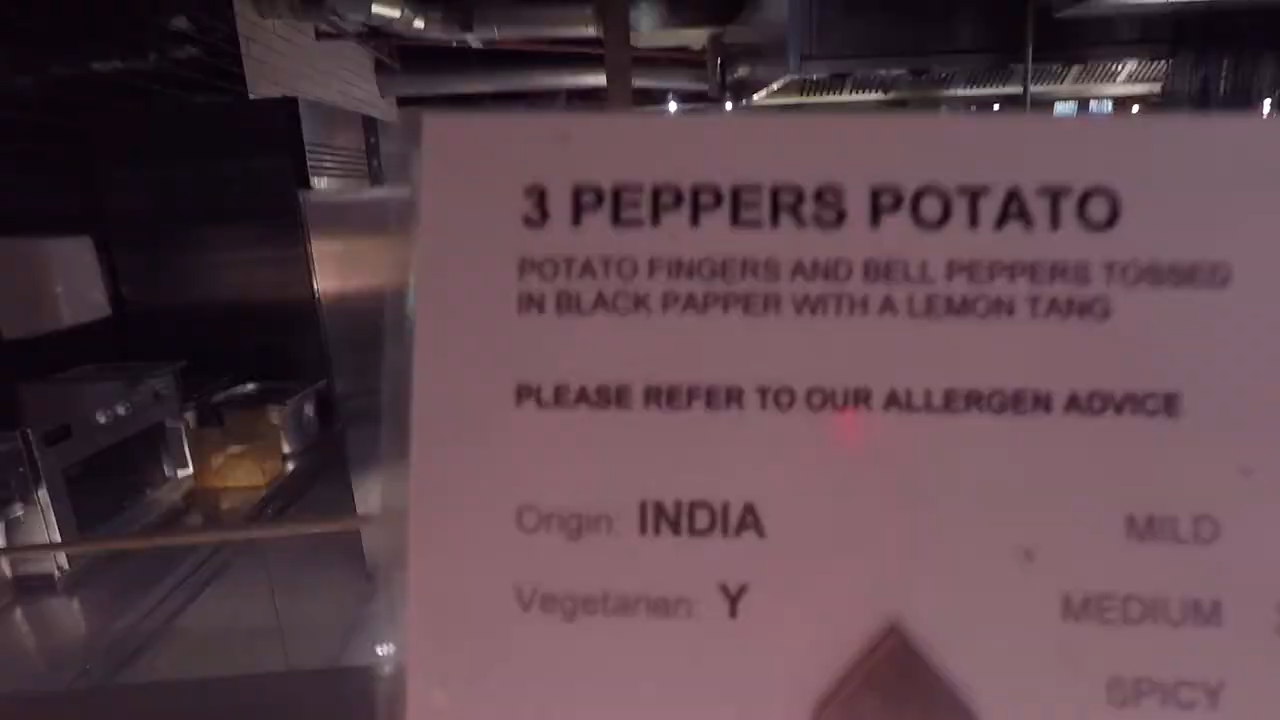 3 PEPPERS POTATO
POTATO FINGERS AND BELL PEPPERS TOSSED
IN BLACK PAPPER WITH A LEMON TANG
PLEASE REFER TO OUR ALLERGEN ADVICE
Origin: INDIA
MILD
Vegetarian: Y
MEDIUM
SPICY